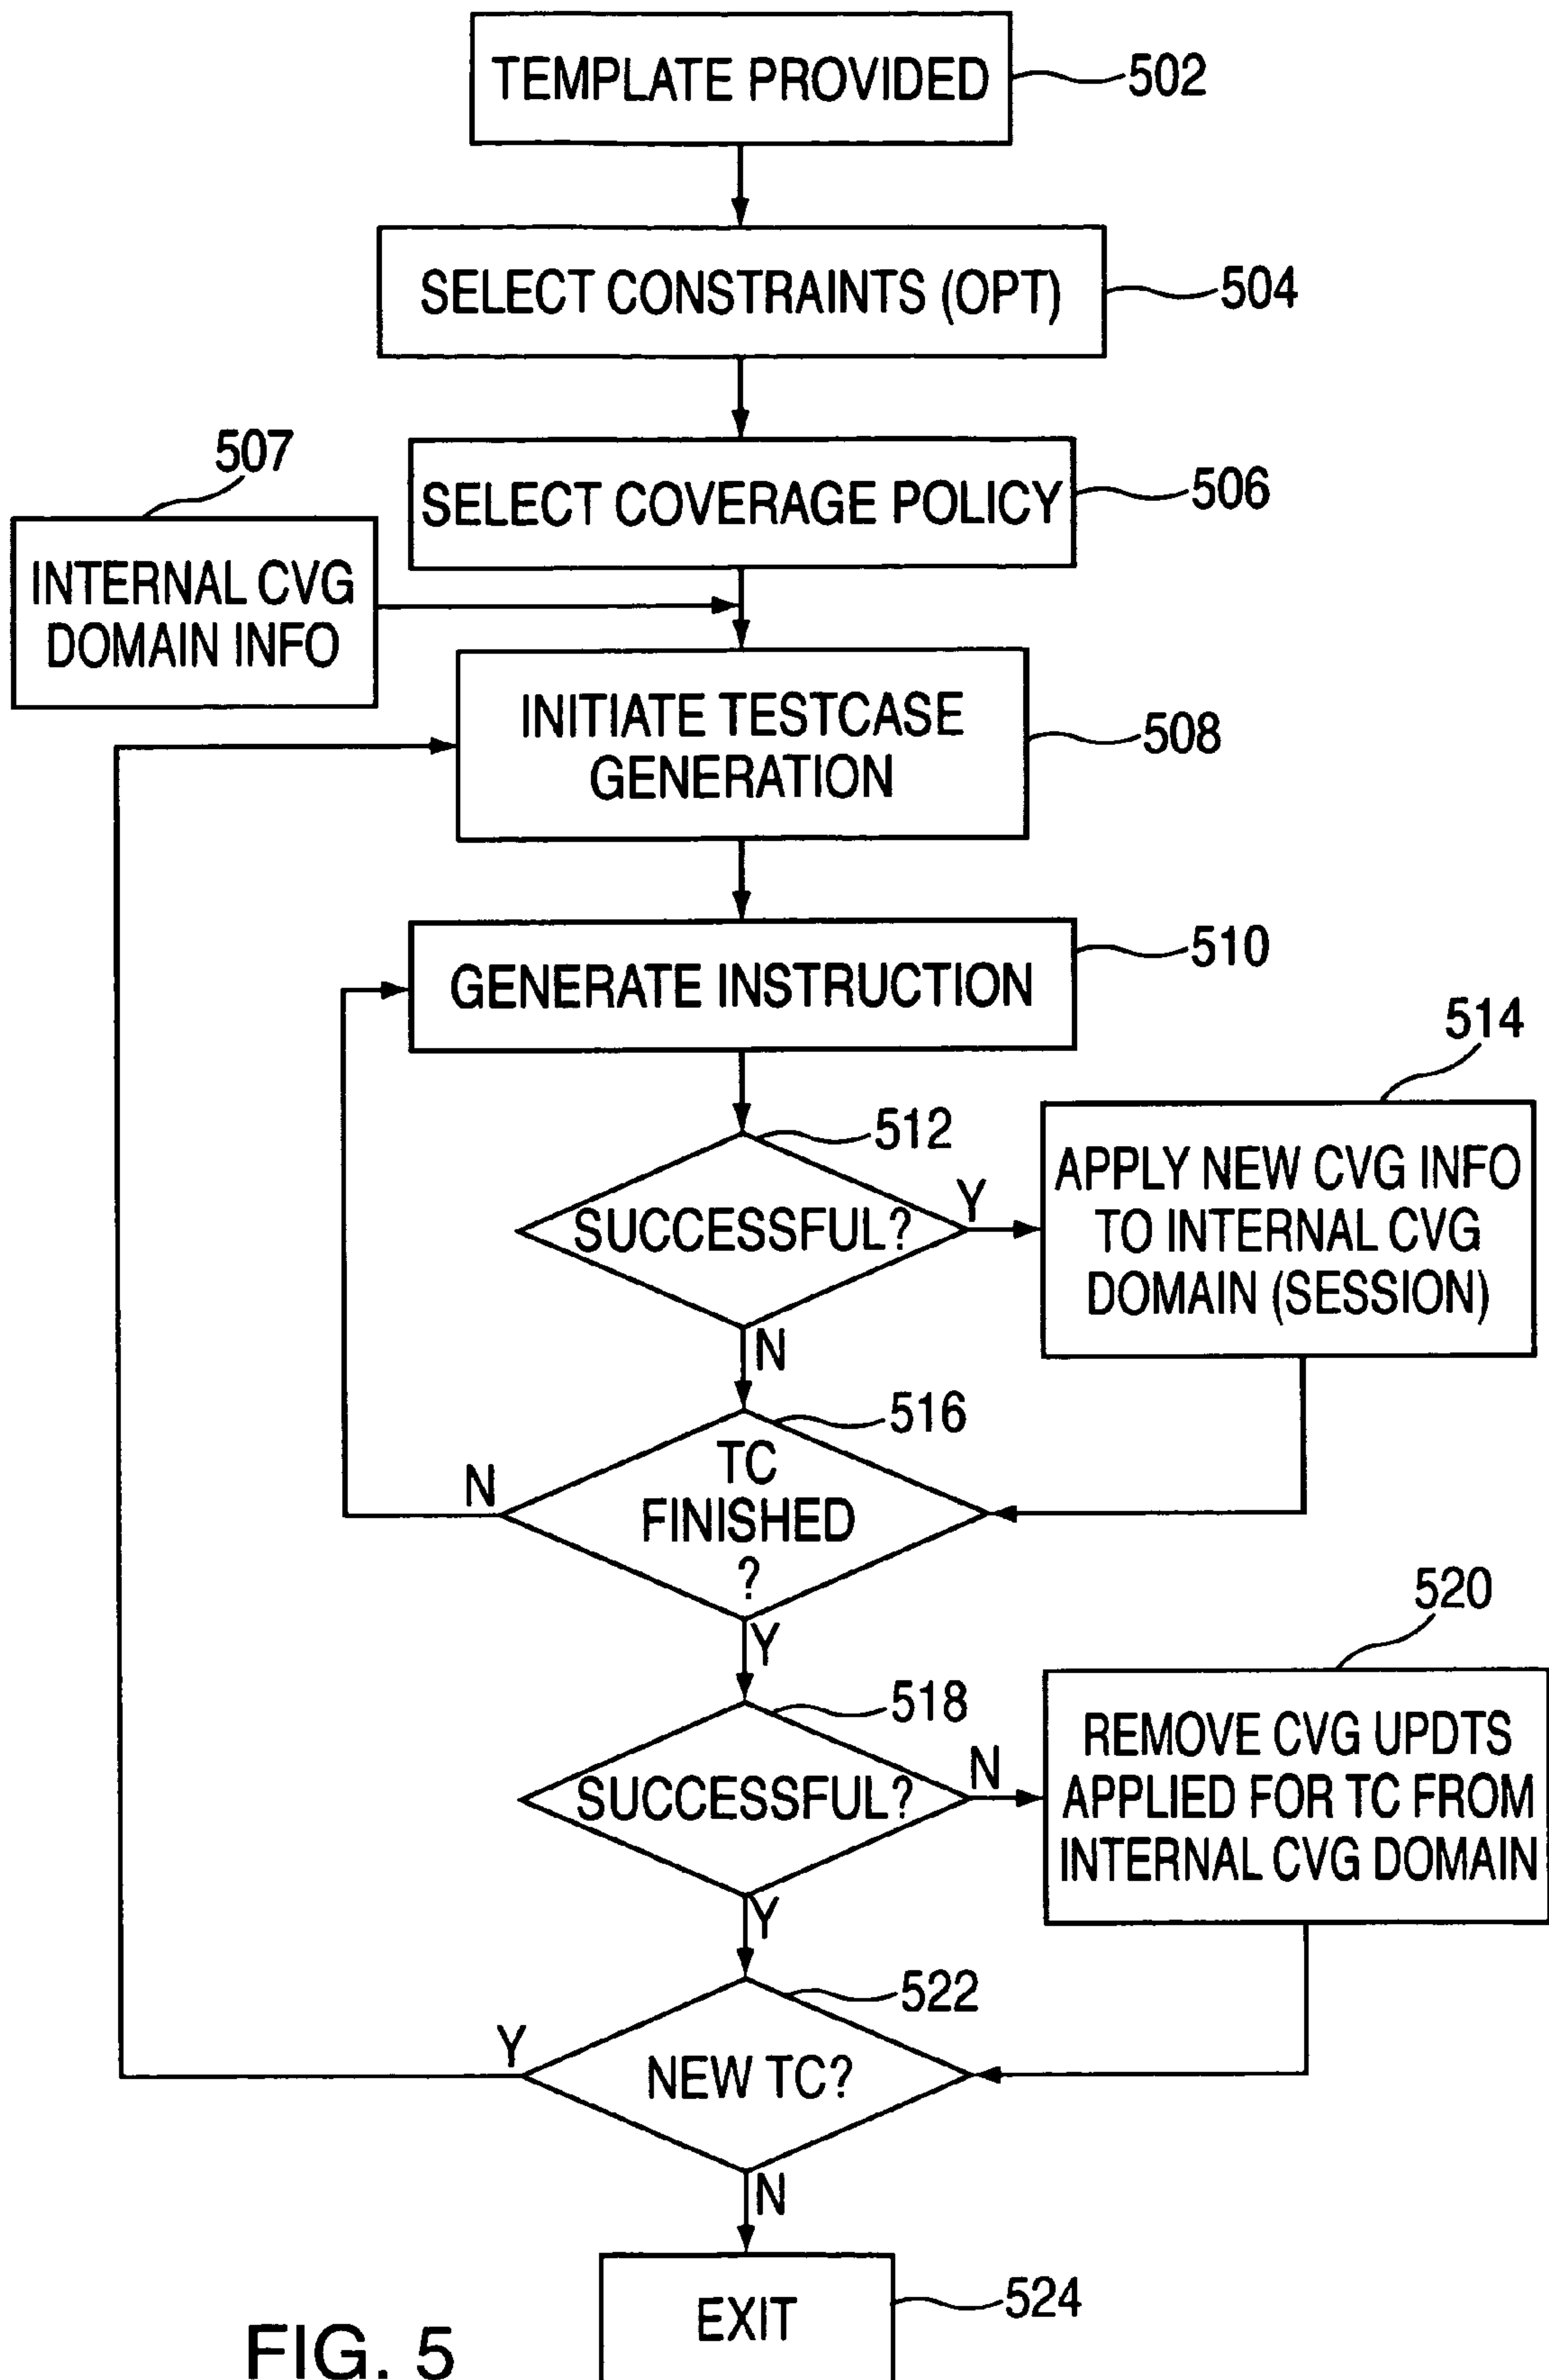 TEMPLATE PROVIDED
502
SELECT CONSTRAINTS (OPT)
504
507
SELECT COVERAGE POLICY
506
INTERNAL CVG
DOMAIN INFO
INITIATE TESTCASE
GENERATION
508
GENERATE INSTRUCTION
510
514
512
SUCCESSFUL?
Y
APPLY NEW CVG INFO
TO INTERNAL CVG
DOMAIN (SESSION)
N
516
TC
FINISHED
?
N
Y
520
518
SUCCESSFUL?
N
REMOVE CVG UPDTS
APPLIED FOR TC FROM
INTERNAL CVG DOMAIN
Y
522
NEW TC?
Y
N
EXIT
524
FIG. 5